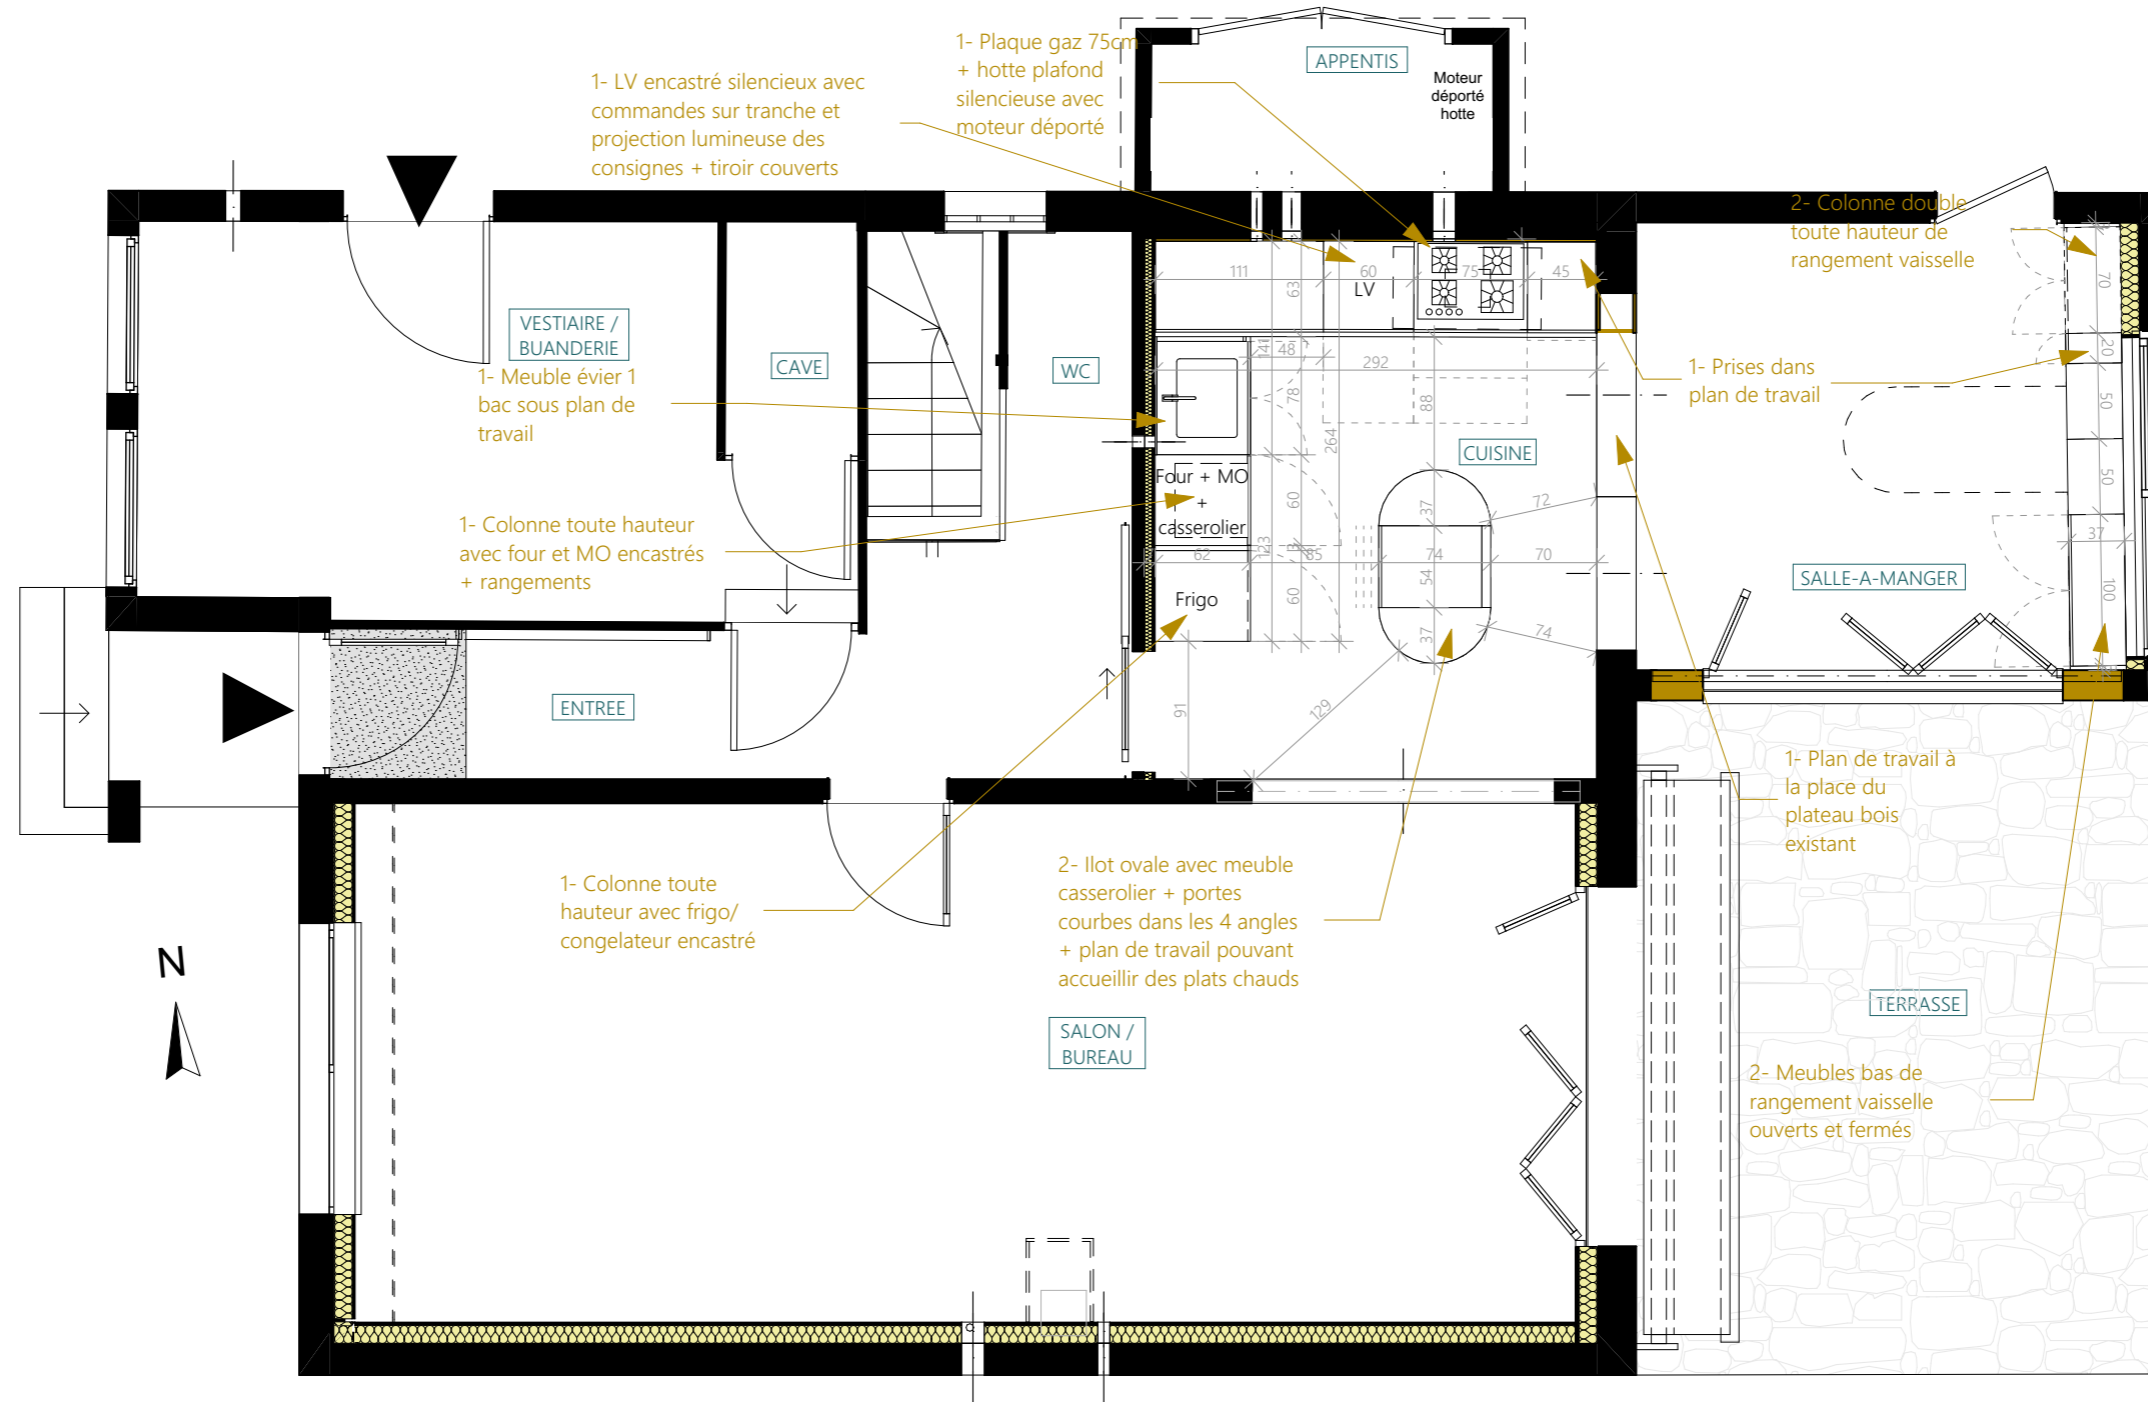 1- Plaque gaz 75cm
+ hotte plafond
silencieuse avec
moteur déporté
APPENTIS
Moteur
déporté
hotte
1- LV encastré silencieux avec
commandes sur tranche et
projection lumineuse des
consignes + tiroir couverts
2- Colonne double
toute hauteur de
rangement vaisselle
VESTIAIRE /
BUANDERIE
1- Meuble évier 1
bac sous plan de
travail
CAVE
WC
111
60
75
45
LV
63
141
48
292
78
88
264
70
20
50
50
37
100
1- Prises dans
plan de travail
CUISINE
Four + MO
+
casserolier
60
37
72
1- Colonne toute hauteur
avec four et MO encastrés
+ rangements
62
123
3
85
74
70
54
60
37
74
Frigo
SALLE-A-MANGER
ENTREE
91
129
1- Plan de travail à
la place du
plateau bois
existant
1- Colonne toute
hauteur avec frigo/
congelateur encastré
2- Ilot ovale avec meuble
casserolier + portes
courbes dans les 4 angles
+ plan de travail pouvant
accueillir des plats chauds
N
SALON /
BUREAU
TERRASSE
2- Meubles bas de
rangement vaisselle
ouverts et fermés